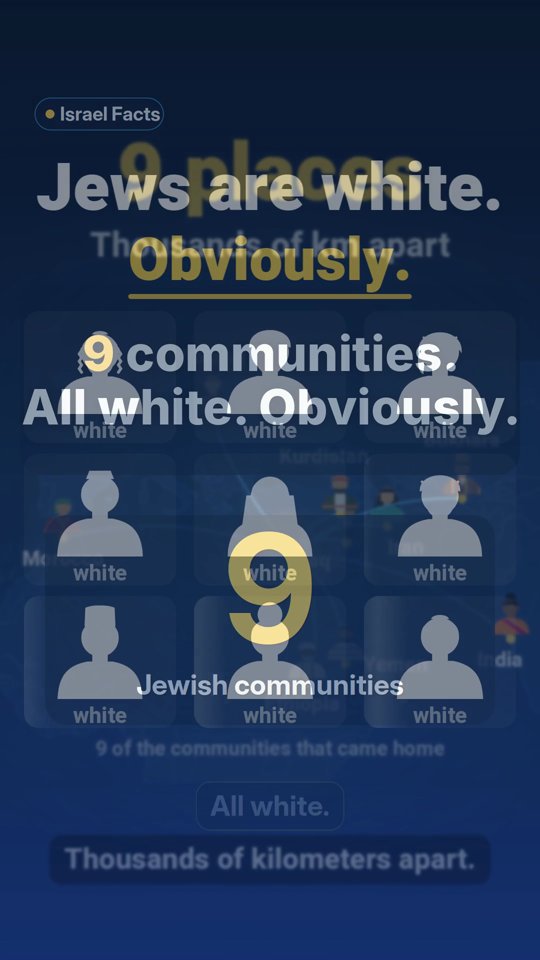 Israel Facts
9 places
Jews are white.
Thousands of km apart
Obviously.
9 communities.
All white. Obviously.
white
white
white
Kurdistan
Morocco
Iran
white
9
white
white
India
Yemen
Jewish communities
white
white
white
9 of the communities that came home
All white.
Thousands of kilometers apart.